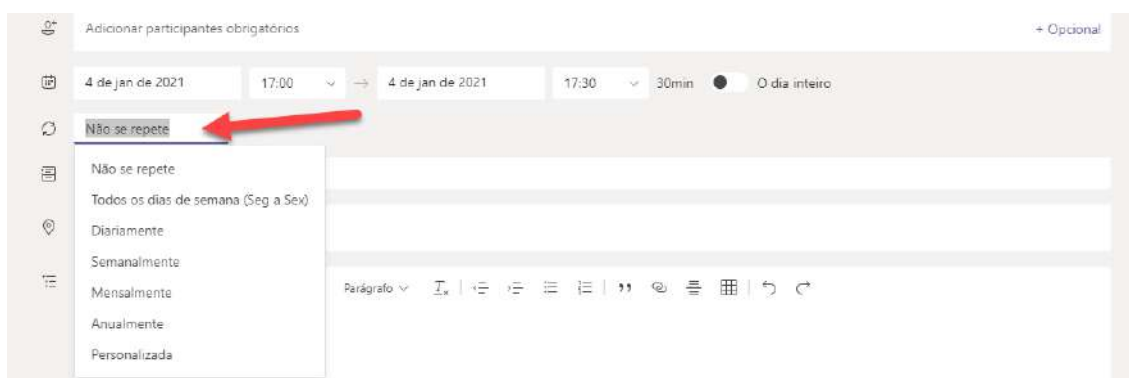 Adicionar participantes obrigatórios + Opcional
4 de jan de 2021 17:00 → 4 de jan de 2021 17:30 30min O dia inteiro
Não se repete
Não se repete
Todos os dias de semana (Seg a Sex)
Diariamente
Semanalmente
Mensalmente
Parágrafo
Anualmente
Personalizada